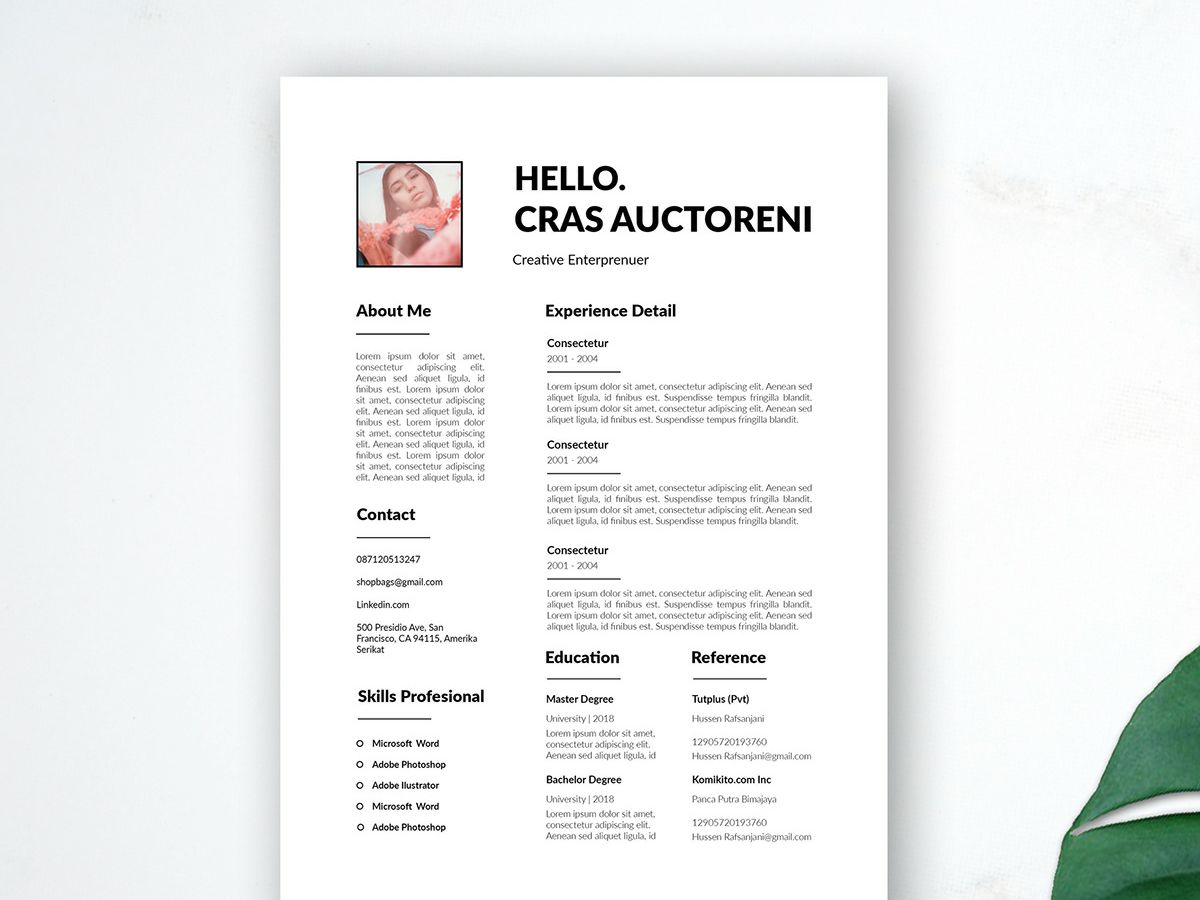 HELLO.
CRAS AUCTORENI
Creative Enterprenuer
About Me
Lorem ipsum dolor sit amet,
consectetur adipiscing elit.
Aenean sed aliquet ligula, id
finibus est. Lorem ipsum dolor
sit amet, consectetur adipiscing
elit. Aenean sed aliquet ligula, id
finibus est. Lorem ipsum dolor
sit amet, consectetur adipiscing
elit. Aenean sed aliquet ligula, id
finibus est. Lorem ipsum dolor
sit amet, consectetur adipiscing
elit. Aenean sed aliquet ligula, id
Contact
087120513247
shopbags@gmail.com
Linkedin.com
500 Presidio Ave, San
Francisco, CA 94115, Amerika
Serikat
Skills Profesional
Microsoft Word
Adobe Photoshop
Adobe Ilustrator
Microsoft Word
Adobe Photoshop
Experience Detail
Consectetur
2001 - 2004
Lorem ipsum dolor sit amet, consectetur adipiscing elit. Aenean sed
aliquet ligula, id finibus est. Suspendisse tempus fringilla blandit.
Lorem ipsum dolor sit amet, consectetur adipiscing elit. Aenean sed
aliquet ligula, id finibus est. Suspendisse tempus fringilla blandit.
Consectetur
2001 - 2004
Lorem ipsum dolor sit amet, consectetur adipiscing elit. Aenean sed
aliquet ligula, id finibus est. Suspendisse tempus fringilla blandit.
Lorem ipsum dolor sit amet, consectetur adipiscing elit. Aenean sed
aliquet ligula, id finibus est. Suspendisse tempus fringilla blandit.
Consectetur
2001 - 2004
Lorem ipsum dolor sit amet, consectetur adipiscing elit. Aenean sed
aliquet ligula, id finibus est. Suspendisse tempus fringilla blandit.
Lorem ipsum dolor sit amet, consectetur adipiscing elit. Aenean sed
aliquet ligula, id finibus est. Suspendisse tempus fringilla blandit.
Education
Master Degree
University | 2018
Lorem ipsum dolor sit amet,
consectetur adipiscing elit.
Aenean sed aliquet ligula, id
Bachelor Degree
University | 2018
Lorem ipsum dolor sit amet,
consectetur adipiscing elit.
Aenean sed aliquet ligula, id
Reference
Tutplus (Pvt)
Hussen Rafsanjani
12905720193760
Hussen Rafsanjani@gmail.com
Komikito.com Inc
Panca Putra Bimajaya
12905720193760
Hussen Rafsanjani@gmail.com